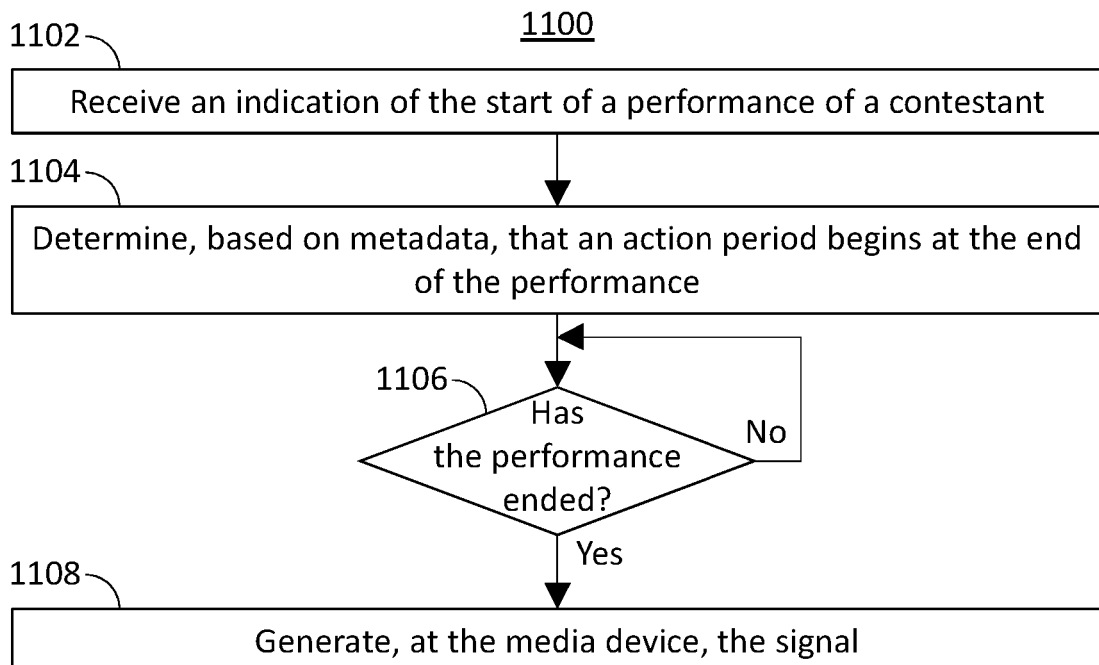 1100
1102
Receive an indication of the start of a performance of a contestant
1104
Determine, based on metadata, that an action period begins at the end
of the performance
1106
Has
the performance
ended?
No
Yes
1108
Generate, at the media device, the signal